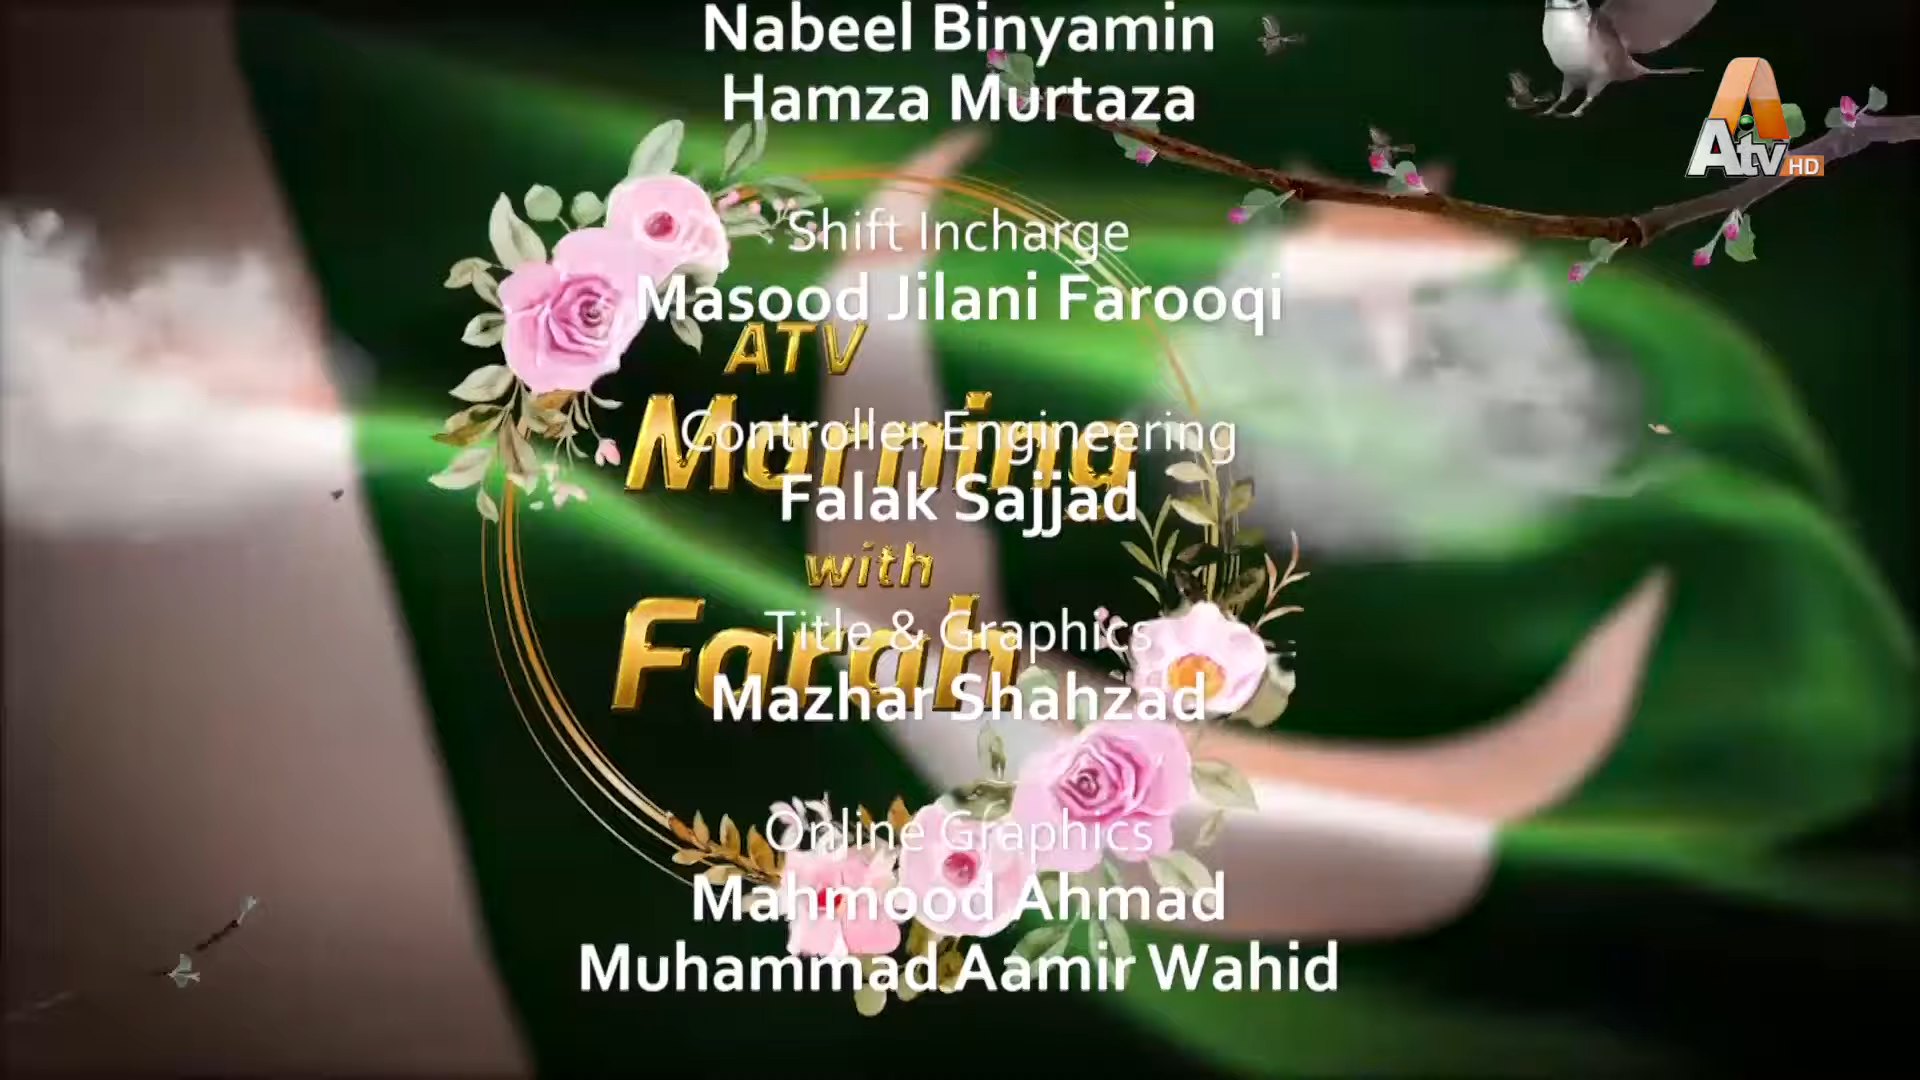 Nabeel Binyamin
Hamza Murtaza
Atv HD
Shift Incharge
Masood Jilani Farooqi
ATV
Morning
Controller Engineering
Falak Sajjad
with
Farah
Title & Graphics
Mazhar Shahzad
Online Graphics
Mahmood Ahmad
Muhammad Aamir Wahid